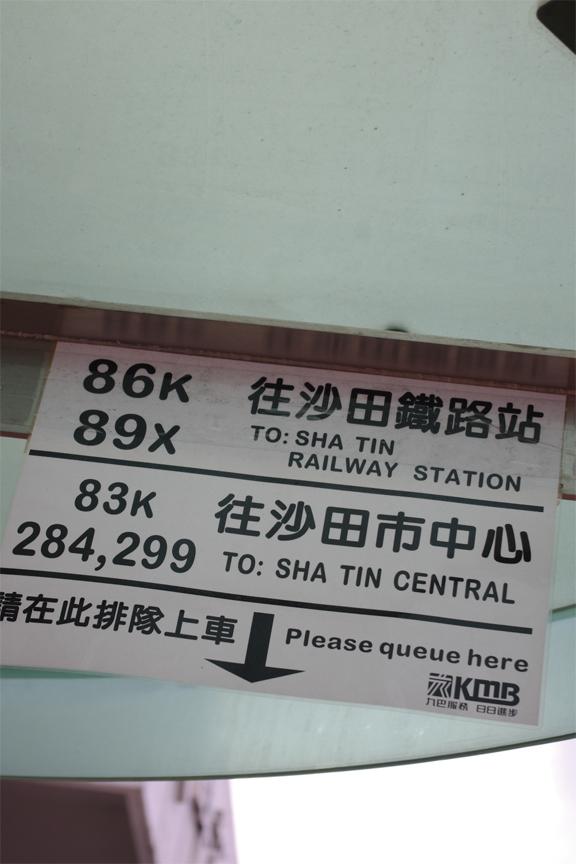 86K 往沙田鐵路站
89X TO: SHA TIN
RAILWAY STATION
83K 往沙田市中心
284,299 TO: SHA TIN CENTRAL
請在此排隊上車 Please queue here
KMB
九巴服務 日日進步